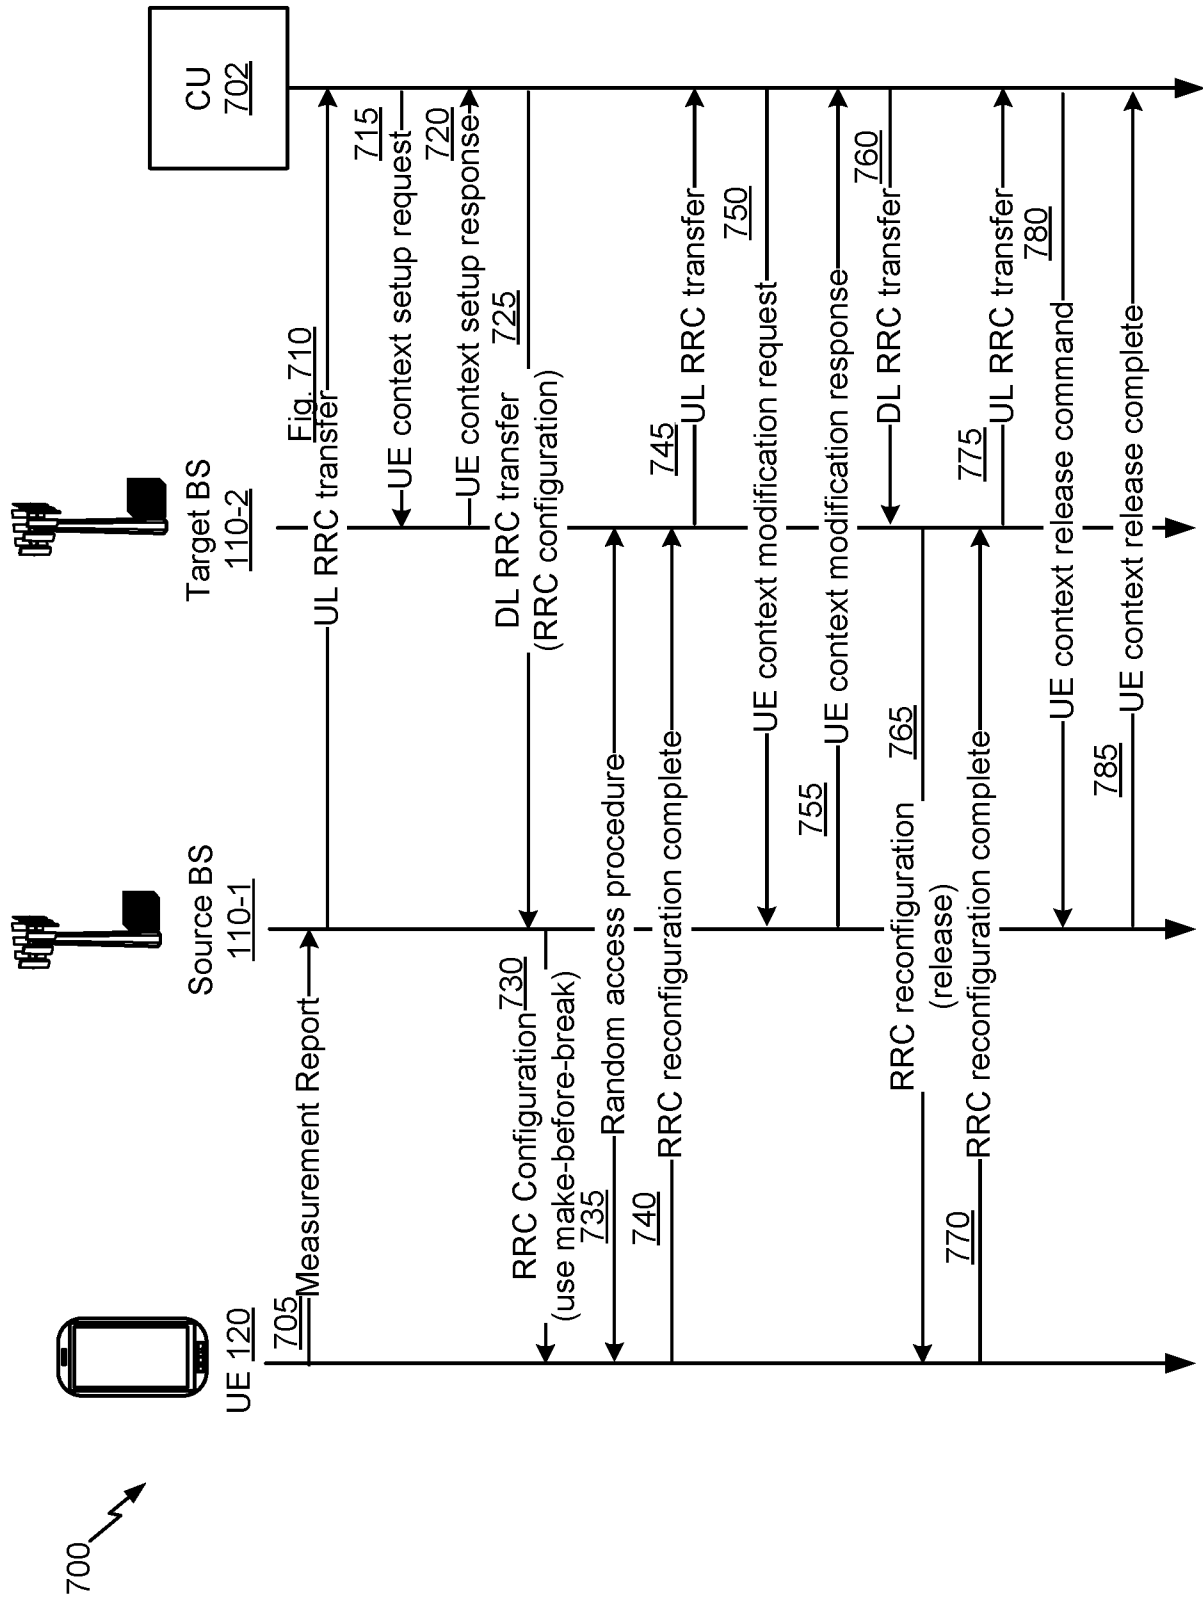 700
UE 120
Source BS
110-1
Target BS
110-2
CU
702
705
Measurement Report
Fig. 710
UL RRC transfer
715
UE context setup request
720
UE context setup response
725
DL RRC transfer
(RRC configuration)
730
RRC Configuration
(use make-before-break)
735
Random access procedure
740
RRC reconfiguration complete
745
UL RRC transfer
750
UE context modification request
755
UE context modification response
760
DL RRC transfer
765
RRC reconfiguration
(release)
770
RRC reconfiguration complete
775
UL RRC transfer
780
UE context release command
785
UE context release complete